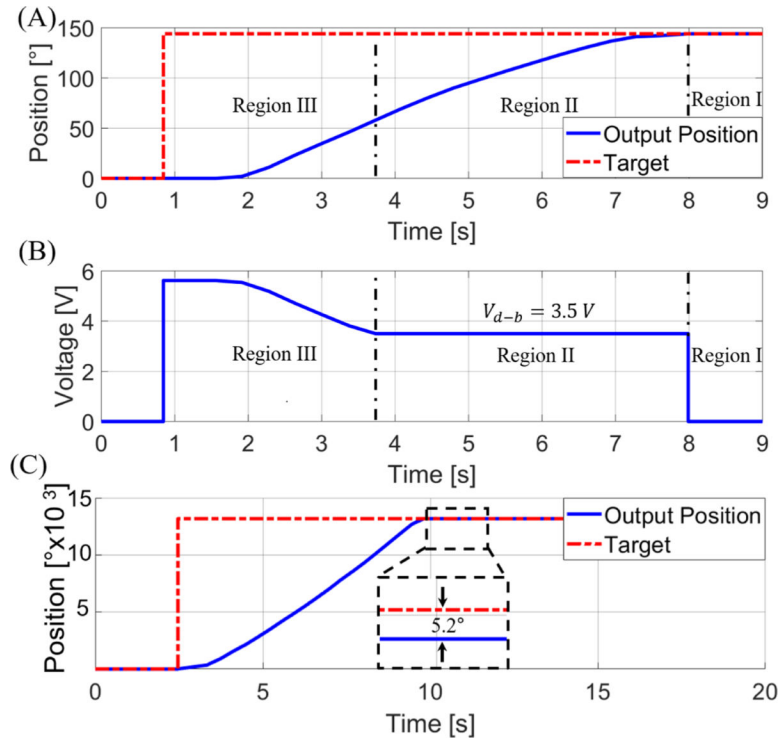 (A)
150
100
50
0
Position [°]
Region III
Region II
Region I
Output Position
Target
0 1 2 3 4 5 6 7 8 9
Time [s]
(B)
6
4
2
0
Voltage [V]
V_{d-b} = 3.5 V
Region III
Region II
Region I
0 1 2 3 4 5 6 7 8 9
Time [s]
(C)
15
10
5
0
Position [°x10³]
Output Position
Target
5.2°
0 5 10 15 20
Time [s]